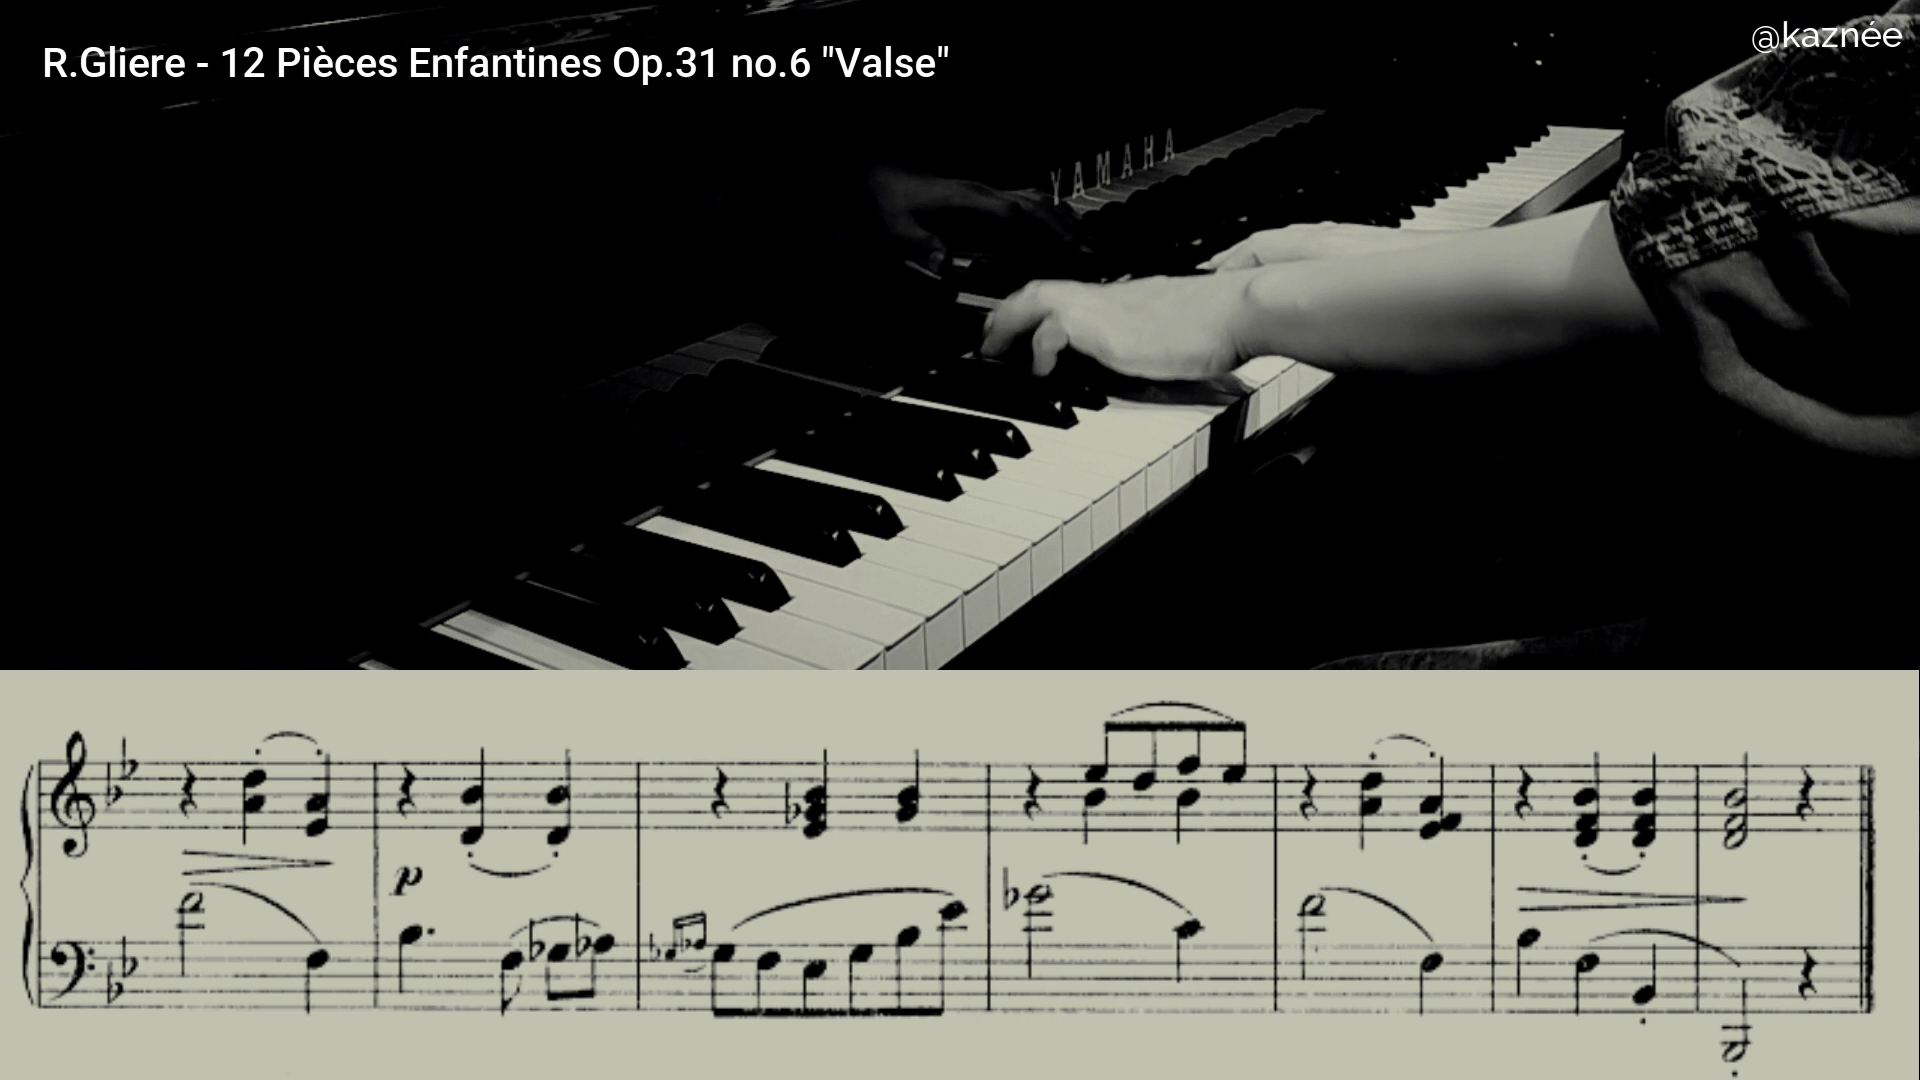 R.Gliere - 12 Pièces Enfantines Op.31 no.6 "Valse"
@kaznée
YAMAHA
p